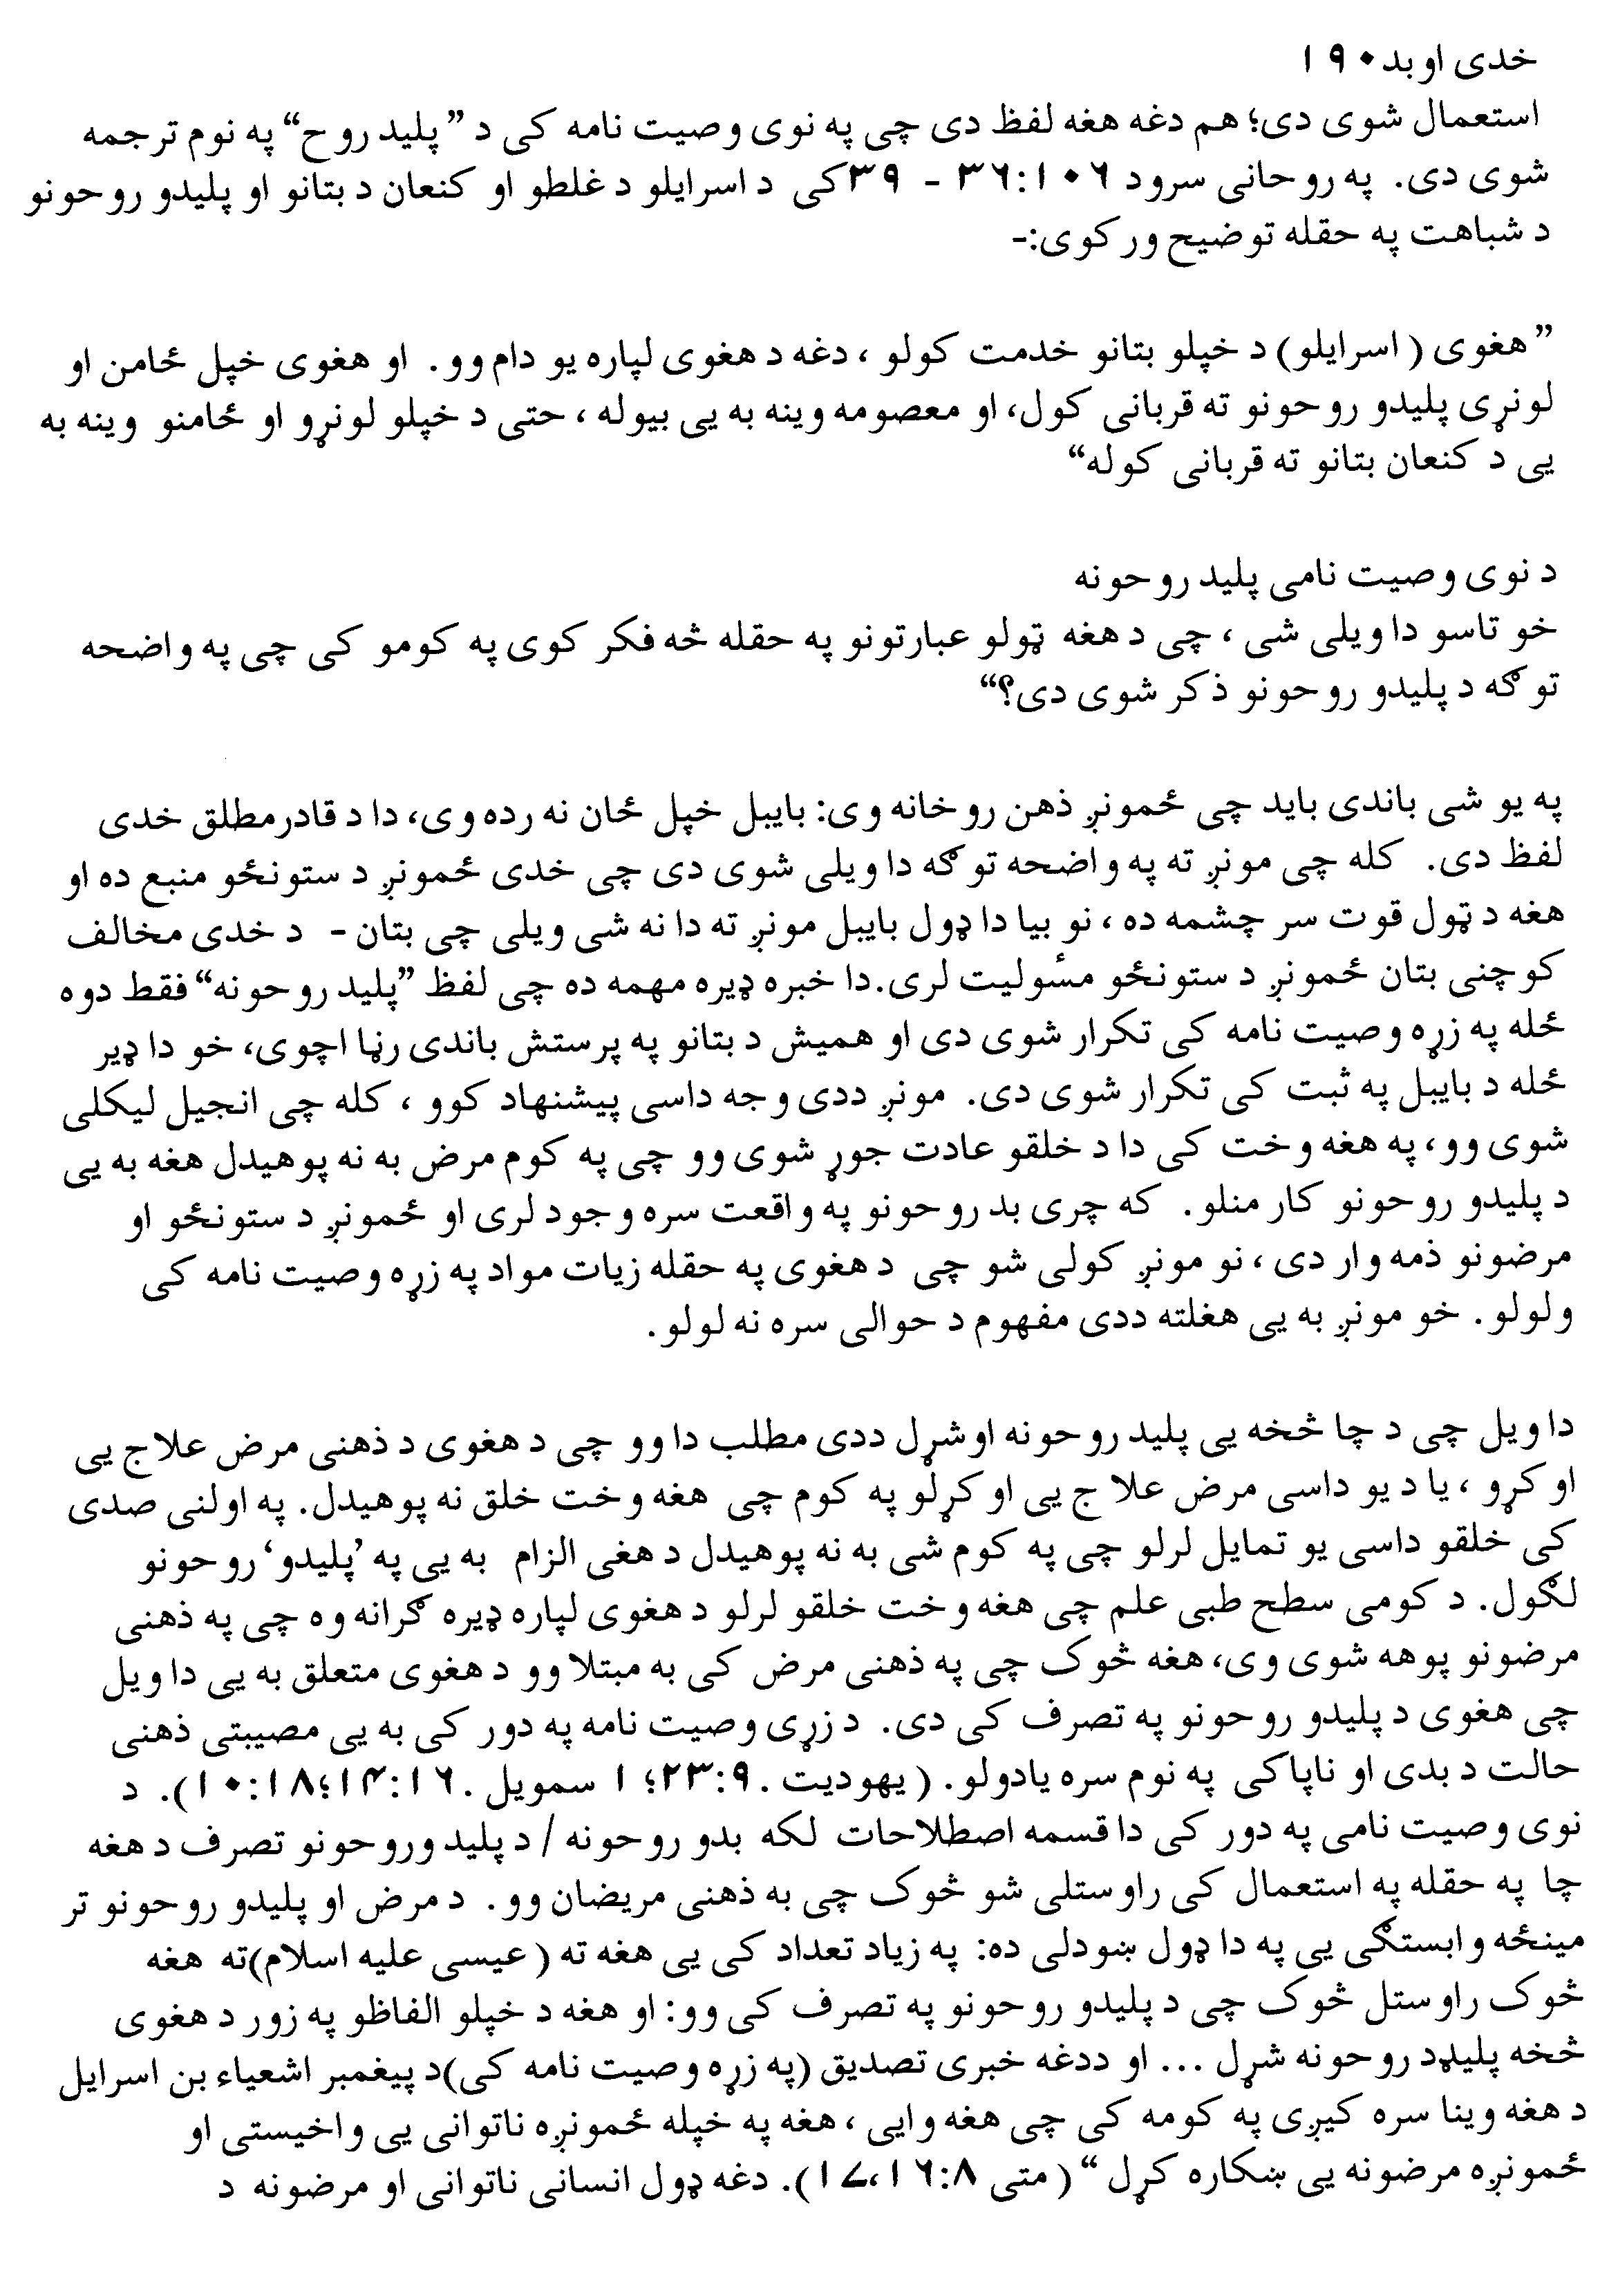 خدی او بد ۱۹۰
استعمال شوی دی؛ هم دغه هغه لفظ دی چی په نوی وصیت نامه کی د ”پلید روح“ په نوم ترجمه
شوی دی. په روحانی سرود ۱۰۶:۳۶ - ۳۹ کی د اسرایلو د غلطو او کنعان د بتانو او پلیدو روحونو
د شباهت په حقله توضیح ورکوی:-
”هغوی (اسرایلو) د خپلو بتانو خدمت کولو ، دغه د هغوی لپاره یو دام وو. او هغوی خپل ځامن او
لونړی پلیدو روحونو ته قربانی کول، او معصومه وینه به یی بیوله ، حتی د خپلو لونړو او ځامنو وینه به
یی د کنعان بتانو ته قربانی کوله“
د نوی وصیت نامی پلید روحونه
خو تاسو دا ویلی شی ، چی د هغه ټولو عبارتونو په حقله څه فکر کوی په کومو کی چی په واضحه
توګه د پلیدو روحونو ذکر شوی دی؟“
په یو شی باندی باید چی ځمونږ ذهن روخانه وی: بایبل خپل ځان نه رده وی، دا د قادر مطلق خدی
لفظ دی. کله چی مونږ ته په واضحه توګه دا ویلی شوی دی چی خدی ځمونږ د ستونځو منبع ده او
هغه د ټول قوت سر چشمه ده ، نو بیا دا ډول بایبل مونږ ته دا نه شی ویلی چی بتان - د خدی مخالف
کوچنی بتان ځمونږ د ستونځو مسٔولیت لری. دا خبره ډیره مهمه ده چی لفظ ”پلید روحونه“ فقط دوه
ځله په زړه وصیت نامه کی تکرار شوی دی او همیش د بتانو په پرستش باندی رڼا اچوی، خو دا ډیر
ځله د بایبل په ثبت کی تکرار شوی دی. مونږ ددی وجه داسی پیشنهاد کوو ، کله چی انجیل لیکلی
شوی وو، په هغه وخت کی دا د خلقو عادت جوړ شوی وو چی په کوم مرض به نه پوهیدل هغه به یی
د پلیدو روحونو کار منلو. که چری بد روحونو په واقعت سره وجود لری او ځمونږ د ستونځو او
مرضونو ذمه وار دی ، نو مونږ کولی شو چی د هغوی په حقله زیات مواد په زړه وصیت نامه کی
ولولو. خو مونږ به یی هغلته ددی مفهوم د حوالی سره نه لولو.
دا ویل چی د چا څخه یی پلید روحونه اوشړل ددی مطلب دا وو چی د هغوی د ذهنی مرض علاج یی
اوکړو ، یا د یو داسی مرض علاج یی اوکړلو په کوم چی هغه وخت خلق نه پوهیدل. په اولنی صدی
کی خلقو داسی یو تمایل لرلو چی په کوم شی به نه پوهیدل د هغی الزام به یی په ’پلیدو‘ روحونو
لګول. د کومی سطح طبی علم چی هغه وخت خلقو لرلو د هغوی لپاره ډیره ګرانه وه چی په ذهنی
مرضونو پوهه شوی وی، هغه څوک چی په ذهنی مرض کی به مبتلا وو د هغوی متعلق به یی دا ویل
چی هغوی د پلیدو روحونو په تصرف کی دی. د زړی وصیت نامه په دور کی به یی مصیبتی ذهنی
حالت د بدی او ناپاکی په نوم سره یادولو. (یهودیت .۲۳:۹؛ ۱ سمویل .۱۴:۱۶؛۱۰:۱۸). د
نوی وصیت نامی په دور کی دا قسمه اصطلاحات لکه بدو روحونه / د پلید وروحونو تصرف د هغه
چا په حقله په استعمال کی راوستلی شو څوک چی به ذهنی مریضان وو. د مرض او پلیدو روحونو تر
مینځه وابستګی یی په دا ډول ښودلی ده: په زیاد تعداد کی یی هغه ته (عیسی علیه اسلام)ته هغه
څوک راوستل څوک چی د پلیدو روحونو په تصرف کی وو: او هغه د خپلو الفاظو په زور د هغوی
څخه پلیډد روحونه شړل ... او ددغه خبری تصدیق (په زړه وصیت نامه کی)د پیغمبر اشعیاء بن اسرایل
د هغه وینا سره کیږی په کومه کی چی هغه وایی ، هغه په خپله ځمونږه ناتوانی یی واخیستی او
ځمونږه مرضونه یی ښکاره کړل “ (متی ۱۶:۸،۱۷). دغه ډول انسانی ناتوانی او مرضونه د